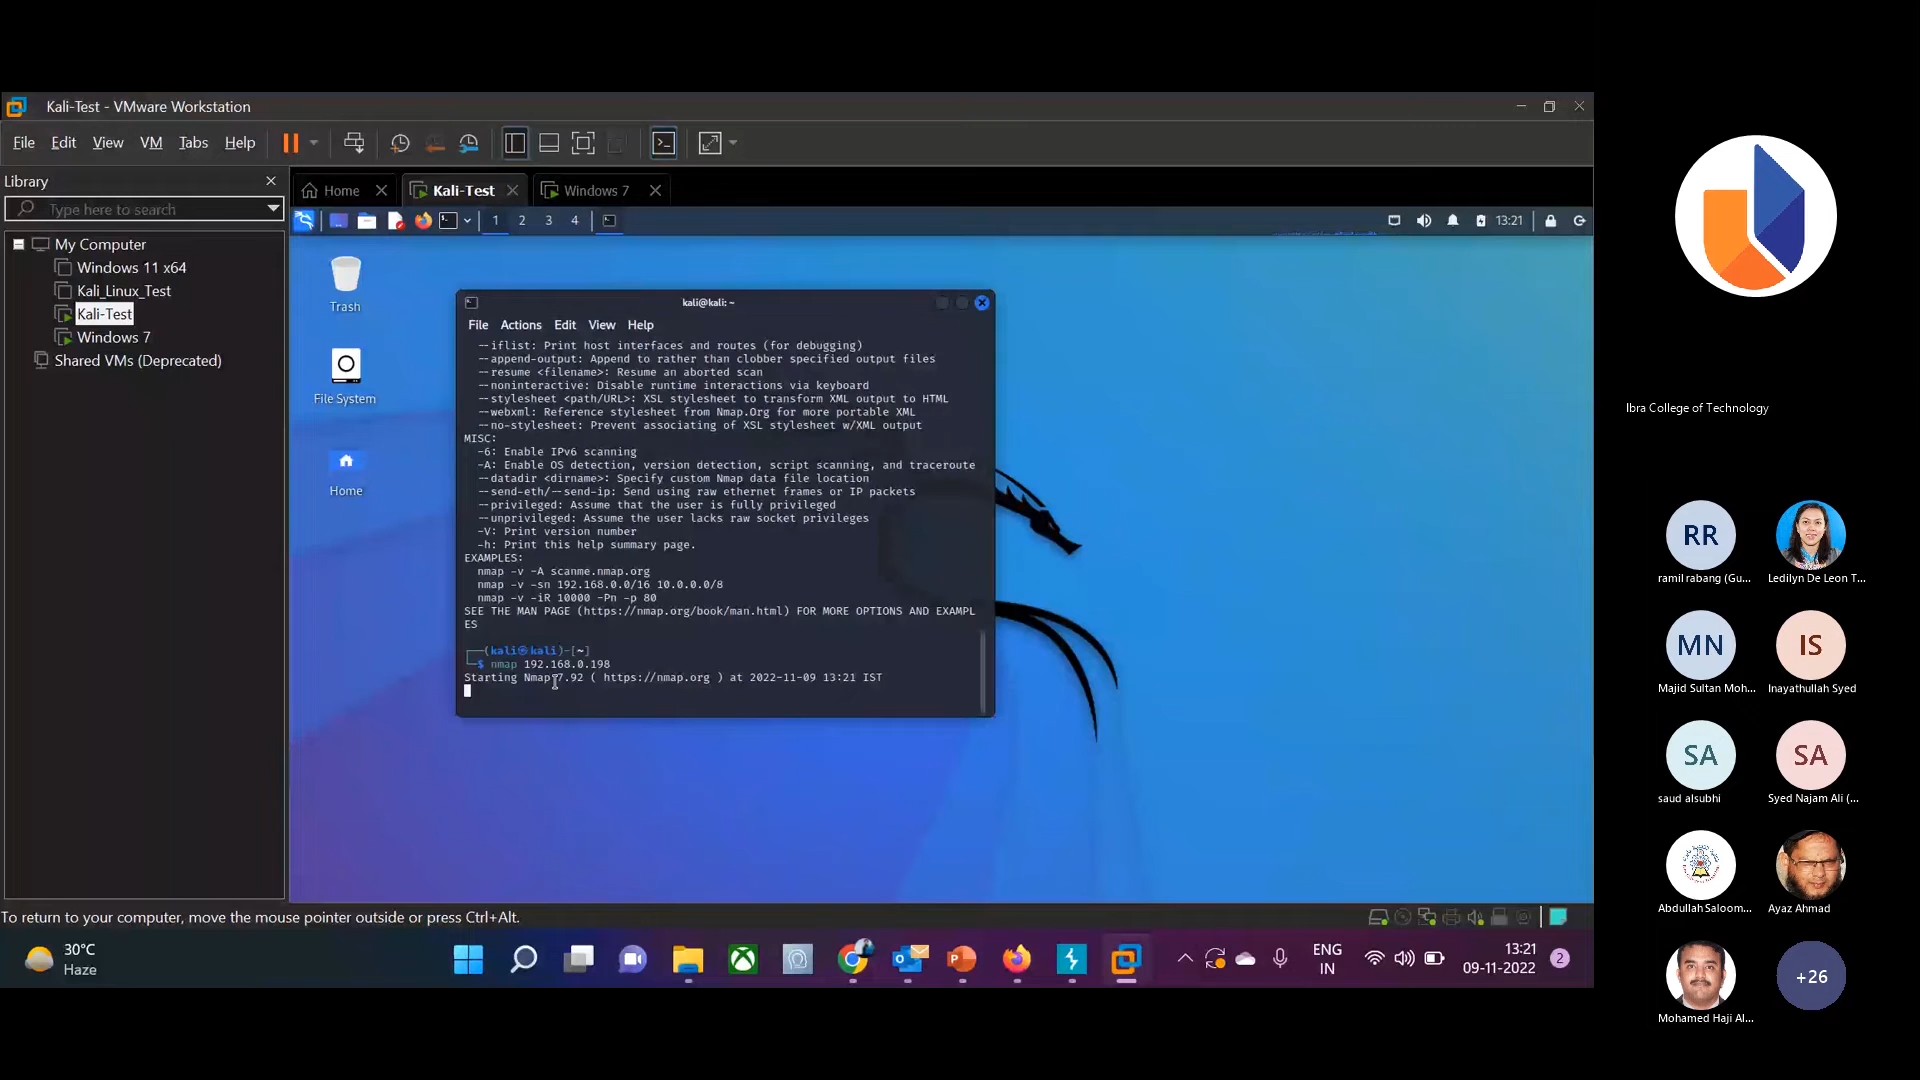 Kali-Test - VMware Workstation
File Edit View VM Tabs Help
Library
Type here to search
My Computer
Windows 11 x64
Kali_Linux_Test
Kali-Test
Windows 7
Shared VMs (Deprecated)
Home Kali-Test Windows 7
1 2 3 4 13:21
Trash
File System
Home
kali@kali: ~
File Actions Edit View Help
--iflist: Print host interfaces and routes (for debugging)
--append-output: Append to rather than clobber specified output files
--resume <filename>: Resume an aborted scan
--noninteractive: Disable runtime interactions via keyboard
--stylesheet <path/URL>: XSL stylesheet to transform XML output to HTML
--webxml: Reference stylesheet from Nmap.Org for more portable XML
--no-stylesheet: Prevent associating of XSL stylesheet w/XML output
MISC:
-6: Enable IPv6 scanning
-A: Enable OS detection, version detection, script scanning, and traceroute
--datadir <dirname>: Specify custom Nmap data file location
--send-eth/--send-ip: Send using raw ethernet frames or IP packets
--privileged: Assume that the user is fully privileged
--unprivileged: Assume the user lacks raw socket privileges
-V: Print version number
-h: Print this help summary page.
EXAMPLES:
nmap -v -A scanme.nmap.org
nmap -v -sn 192.168.0.0/16 10.0.0.0/8
nmap -v -iR 10000 -Pn -p 80
SEE THE MAN PAGE (https://nmap.org/book/man.html) FOR MORE OPTIONS AND EXAMPL
ES
(kali㉿kali)-[~]
$ nmap 192.168.0.198
Starting Nmap 7.92 ( https://nmap.org ) at 2022-11-09 13:21 IST
To return to your computer, move the mouse pointer outside or press Ctrl+Alt.
30°C
Haze
ENG
IN
13:21
09-11-2022
2
Ibra College of Technology
RR
ramil rabang (Gu...
Ledilyn De Leon T...
MN
Majid Sultan Moh...
IS
Inayathullah Syed
SA
saud alsubhi
SA
Syed Najam Ali (...
Abdullah Saloom...
Ayaz Ahmad
Mohamed Haji Al...
+26